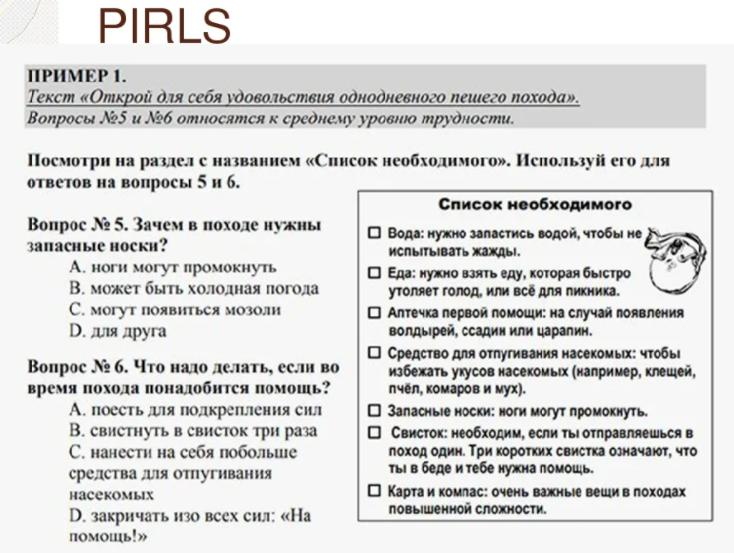 PIRLS
ПРИМЕР 1.
Текст «Открой для себя удовольствия однодневного пешего похода».
Вопросы №5 и №6 относятся к среднему уровню трудности.
Посмотри на раздел с названием «Список необходимого». Используй его для
ответов на вопросы 5 и 6.
Вопрос № 5. Зачем в походе нужны
запасные носки?
A. ноги могут промокнуть
B. может быть холодная погода
C. могут появиться мозоли
D. для друга
Вопрос № 6. Что надо делать, если во
время похода понадобится помощь?
A. поесть для подкрепления сил
B. свистнуть в свисток три раза
C. нанести на себя побольше
средства для отпугивания
насекомых
D. закричать изо всех сил: «На
помощь!»
Список необходимого
Вода: нужно запастись водой, чтобы не
испытывать жажды.
Еда: нужно взять еду, которая быстро
утоляет голод, или всё для пикника.
Аптечка первой помощи: на случай появления
волдырей, ссадин или царапин.
Средство для отпугивания насекомых: чтобы
избежать укусов насекомых (например, клещей,
пчёл, комаров и мух).
Запасные носки: ноги могут промокнуть.
Свисток: необходим, если ты отправляешься в
поход один. Три коротких свистка означают, что
ты в беде и тебе нужна помощь.
Карта и компас: очень важные вещи в походах
повышенной сложности.